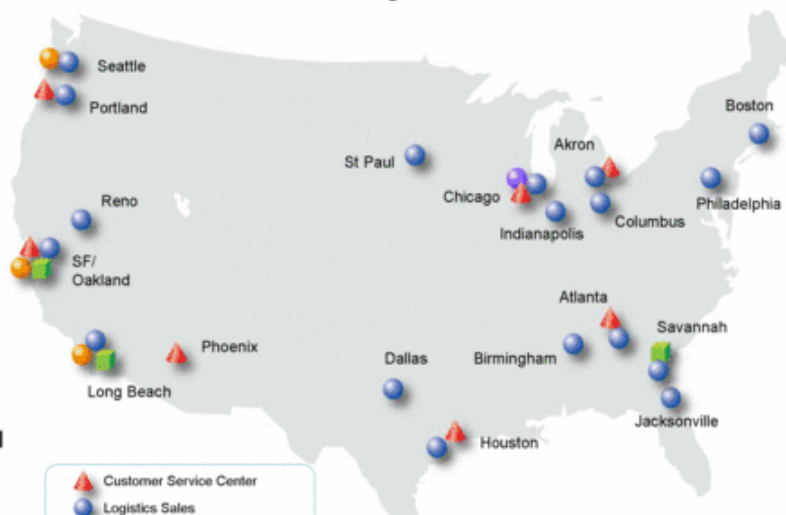 Seattle
Portland
Boston
Akron
St Paul
Chicago
Philadelphia
Reno
Columbus
Indianapolis
SF/
Oakland
Atlanta
Savannah
Phoenix
Dallas
Birmingham
Long Beach
Jacksonville
Houston
Customer Service Center
Logistics Sales